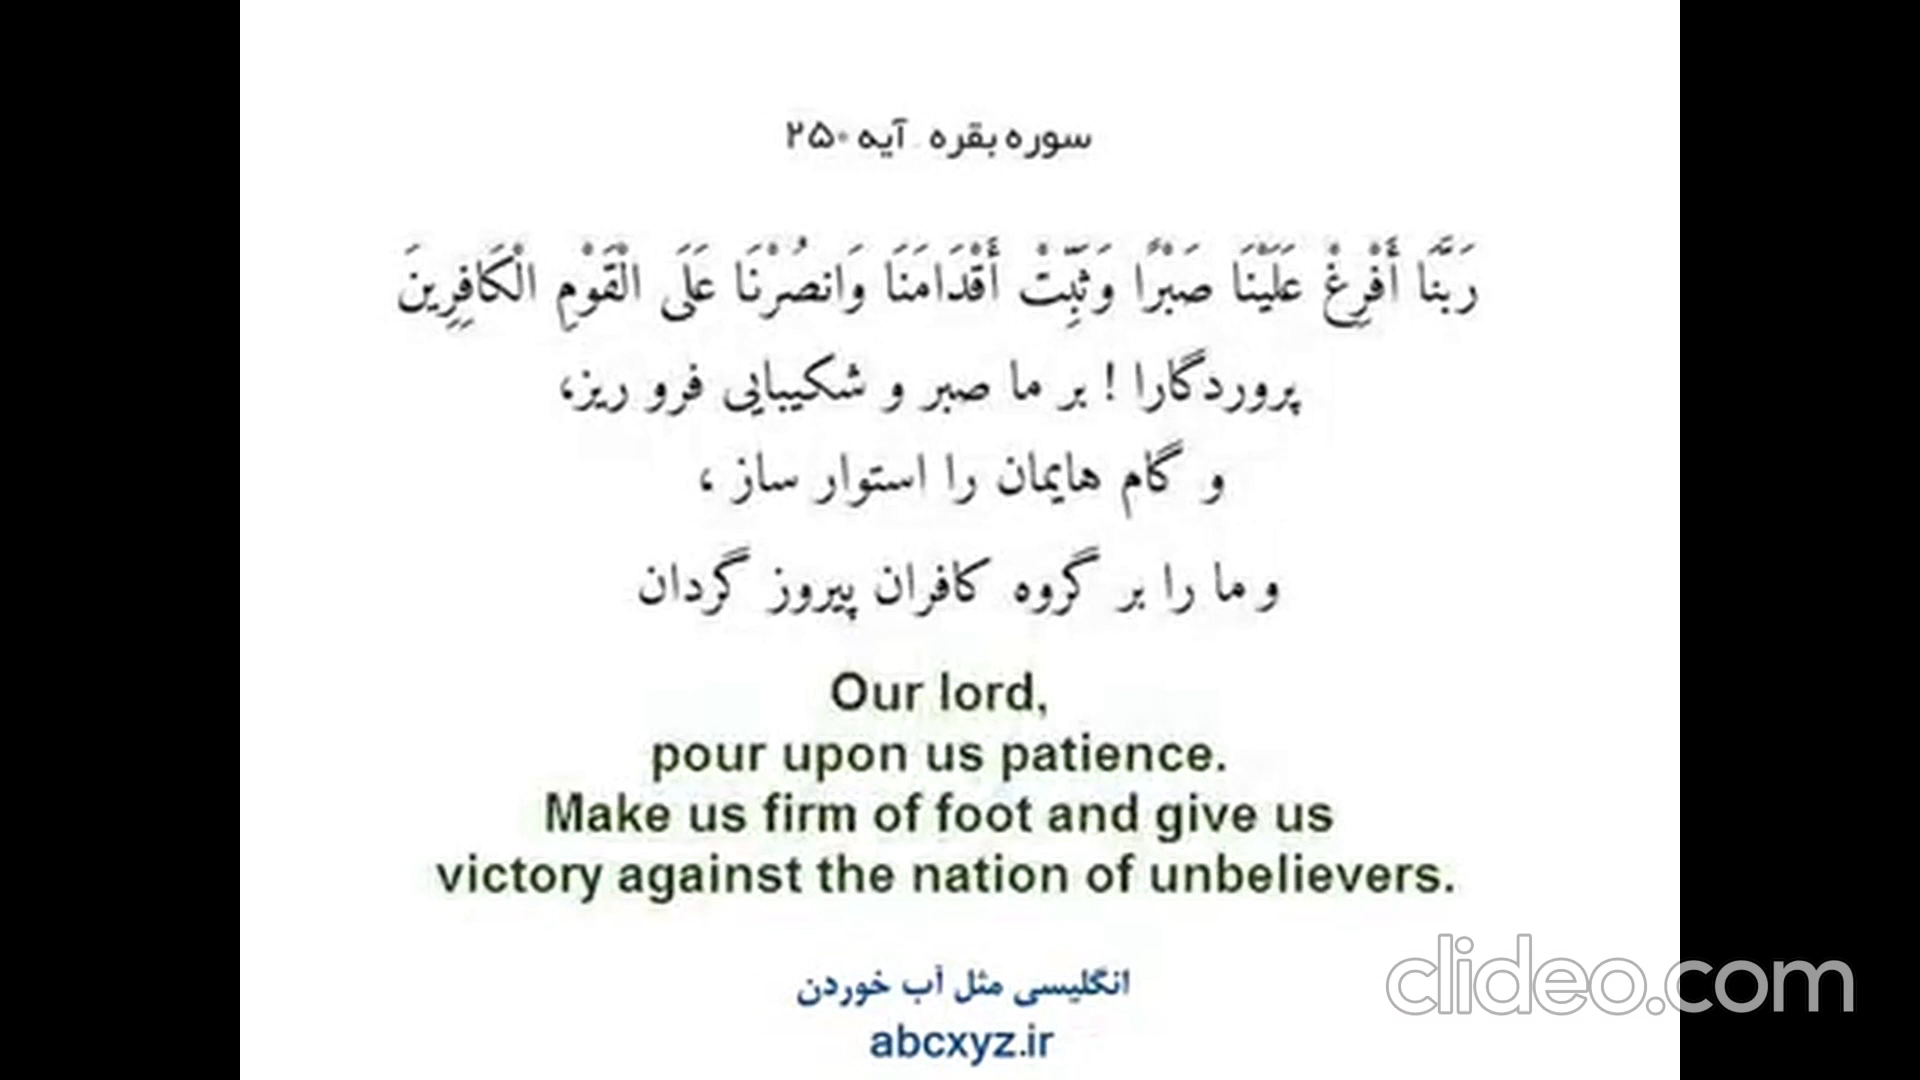 سوره بقره - آیه ۲۵۰
رَبَّنَا أَفْرِغْ عَلَيْنَا صَبْرًا وَثَبِّتْ أَقْدَامَنَا وَانصُرْنَا عَلَى الْقَوْمِ الْكَافِرِينَ
پروردگارا ! بر ما صبر و شکیبایی فرو ریز،
و گام هایمان را استوار ساز ،
و ما را بر گروه کافران پیروز گردان
Our lord,
pour upon us patience.
Make us firm of foot and give us
victory against the nation of unbelievers.
انگلیسی مثل آب خوردن
abcxyz.ir
clideo.com